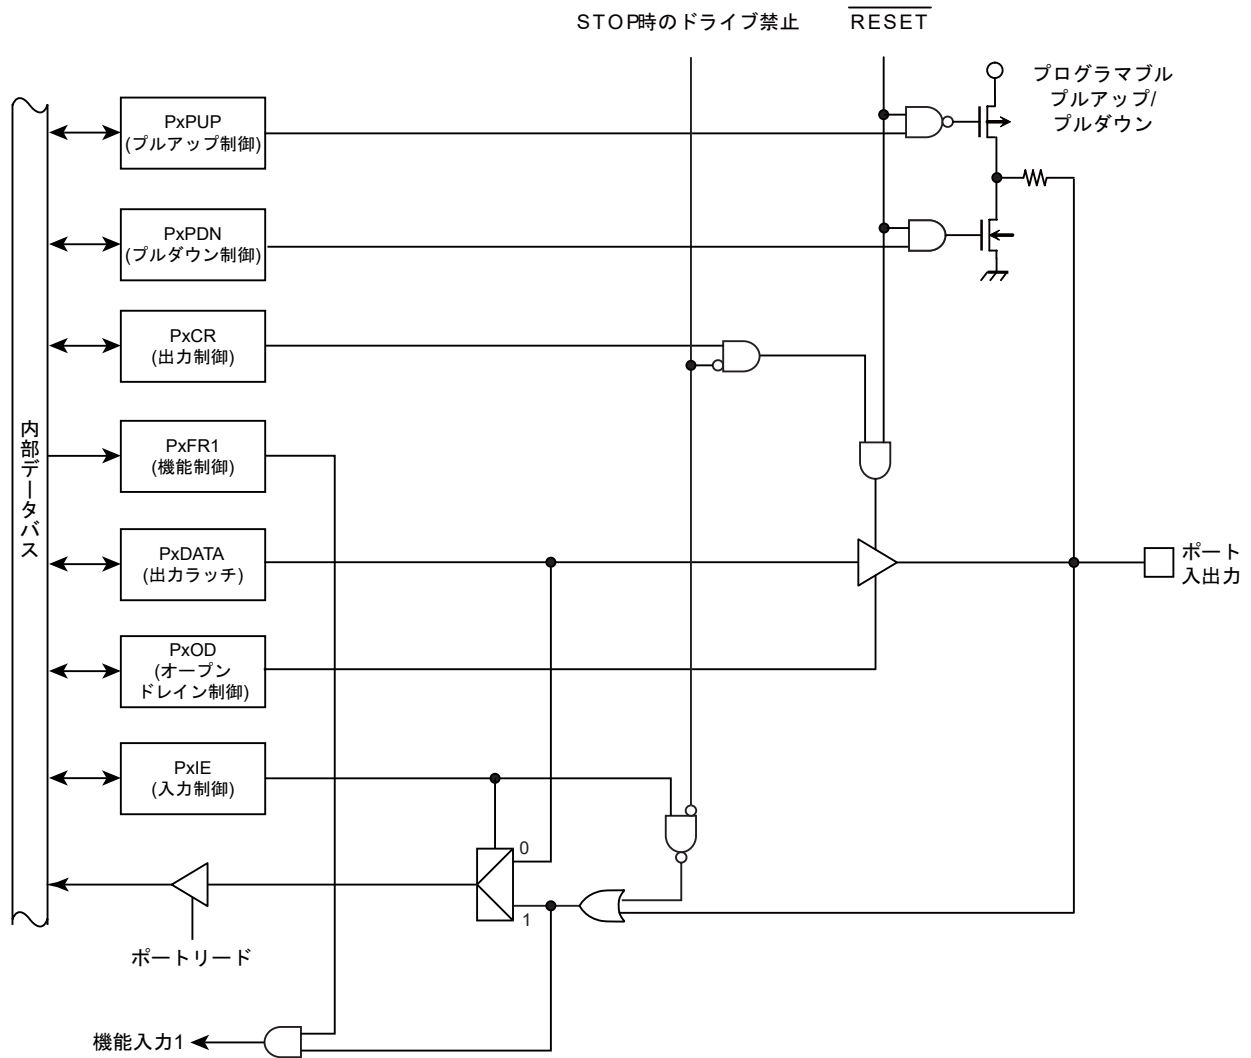 STOP時のドライブ禁止
RESET
プログラマブル
プルアップ/
プルダウン
PxPUP
(プルアップ制御)
PxPDN
(プルダウン制御)
PxCR
(出力制御)
内部データバス
PxFR1
(機能制御)
PxDATA
(出力ラッチ)
ポート
入出力
PxOD
(オープン
ドレイン制御)
PxIE
(入力制御)
0
1
ポートリード
機能入力1